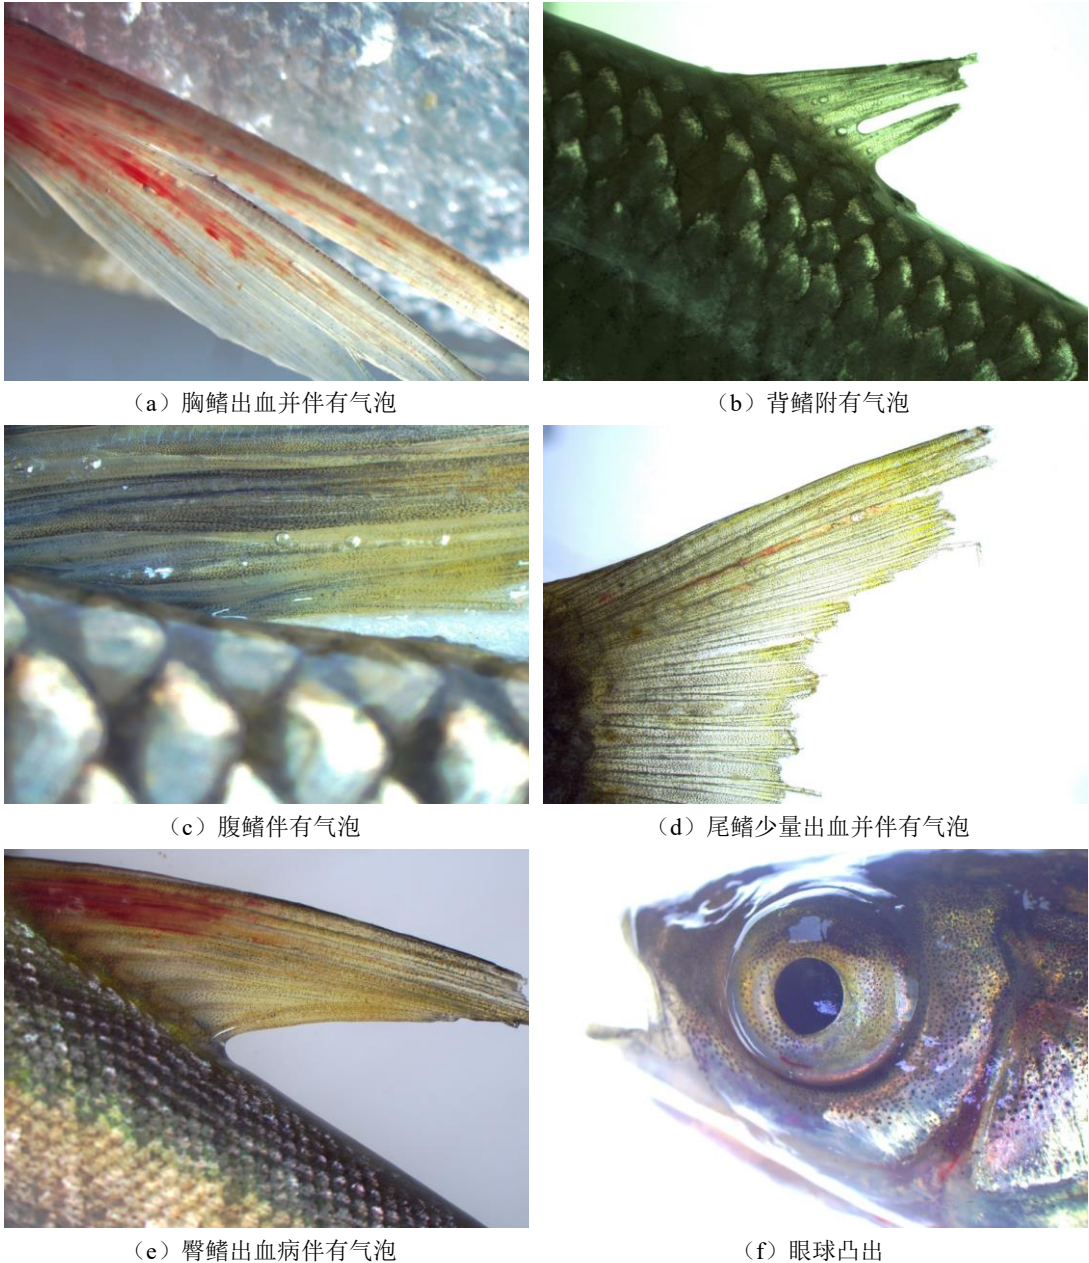 （a）胸鳍出血并伴有气泡
（b）背鳍附有气泡
（c）腹鳍伴有气泡
（d）尾鳍少量出血并伴有气泡
（e）臀鳍出血病伴有气泡
（f）眼球凸出